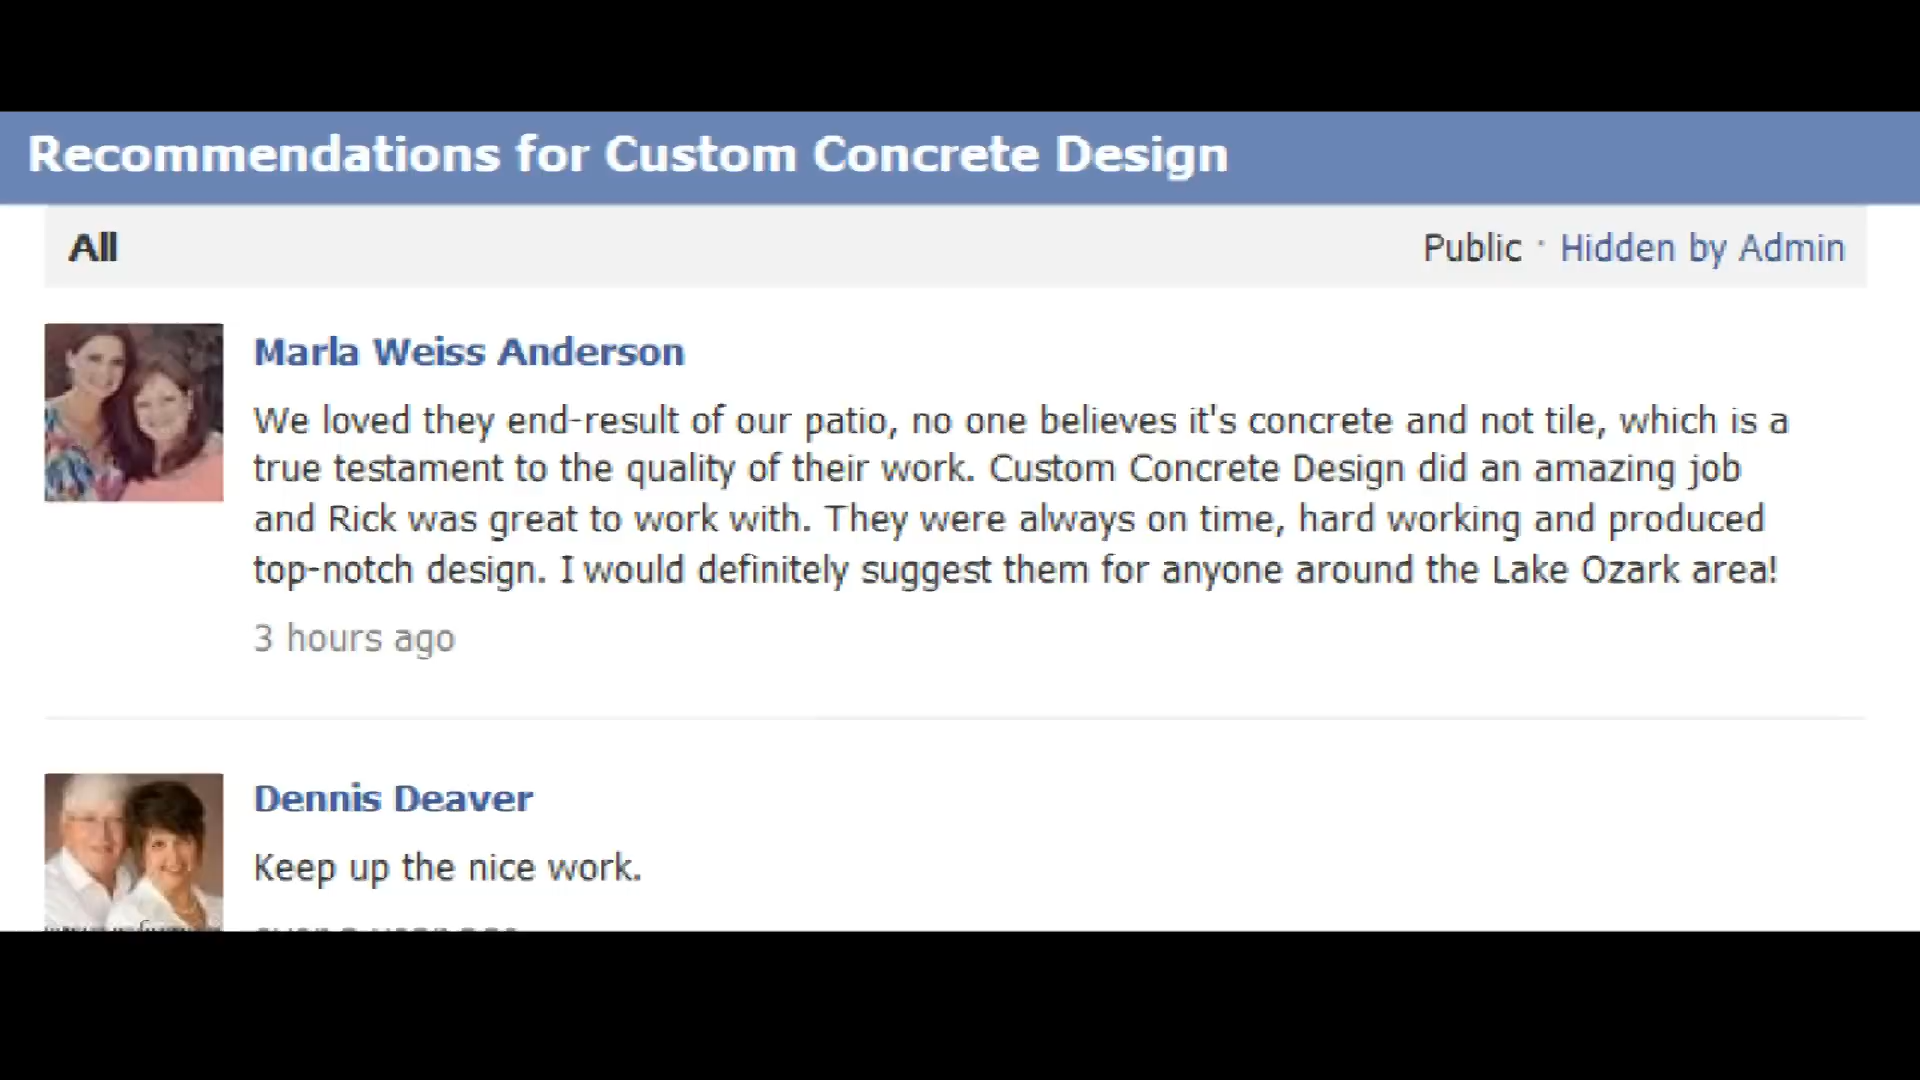 Recommendations for Custom Concrete Design
All
Public · Hidden by Admin
Marla Weiss Anderson
We loved they end-result of our patio, no one believes it's concrete and not tile, which is a
true testament to the quality of their work. Custom Concrete Design did an amazing job
and Rick was great to work with. They were always on time, hard working and produced
top-notch design. I would definitely suggest them for anyone around the Lake Ozark area!
3 hours ago
Dennis Deaver
Keep up the nice work.